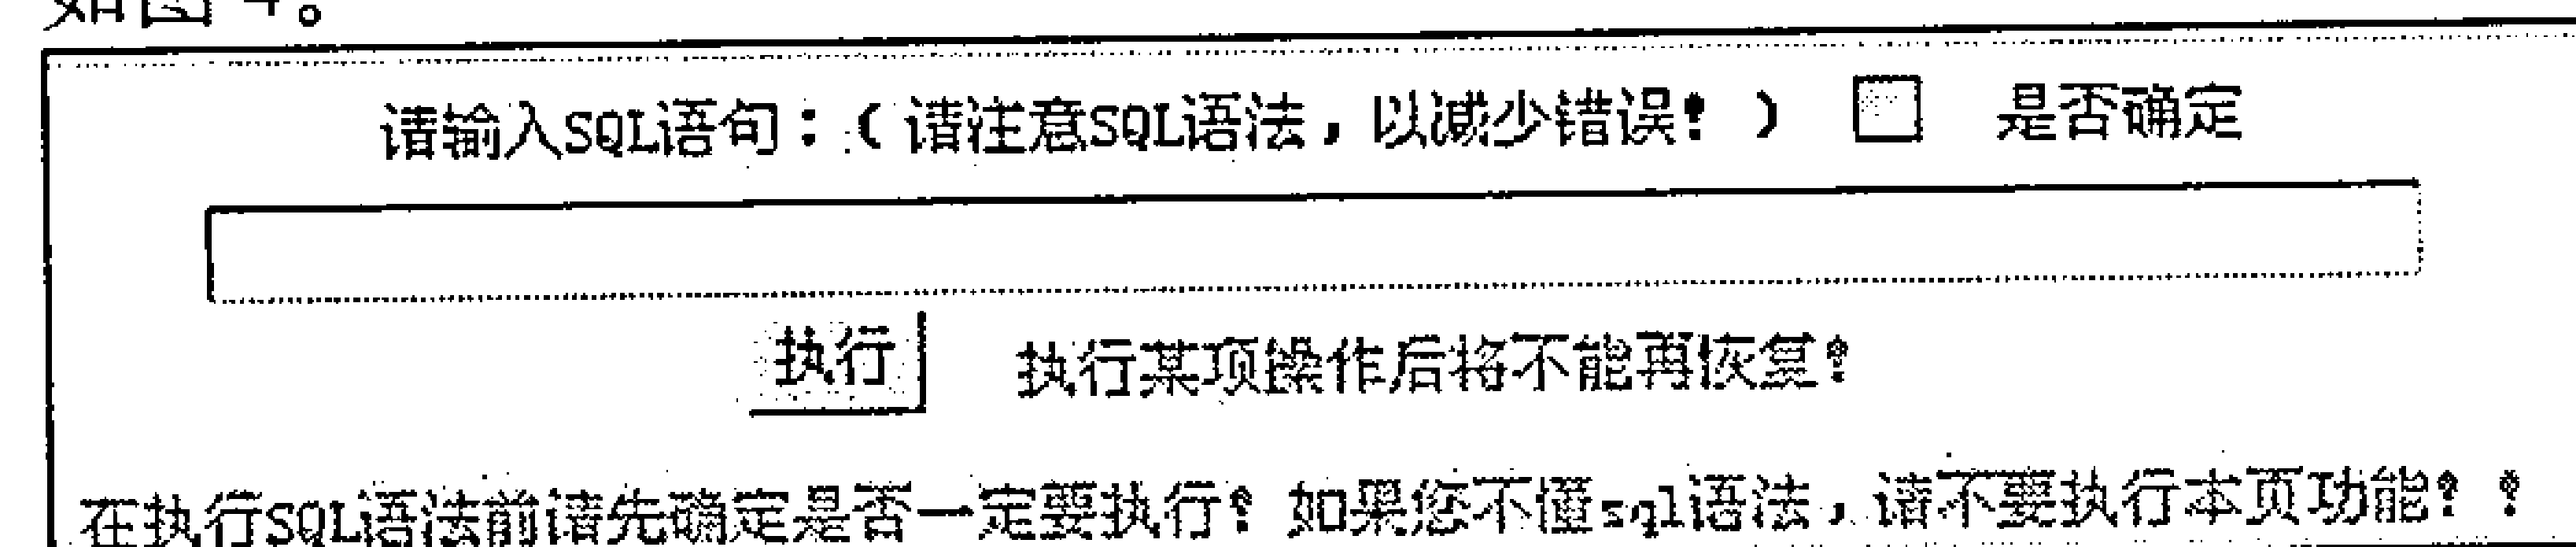 如图 4。
请输入SQL语句：（请注意SQL语法，以减少错误！） 是否确定
执行 执行某项操作后将不能再恢复！
在执行SQL语法前请先确定是否一定要执行！如果您不懂sql语法，请不要执行本页功能！！